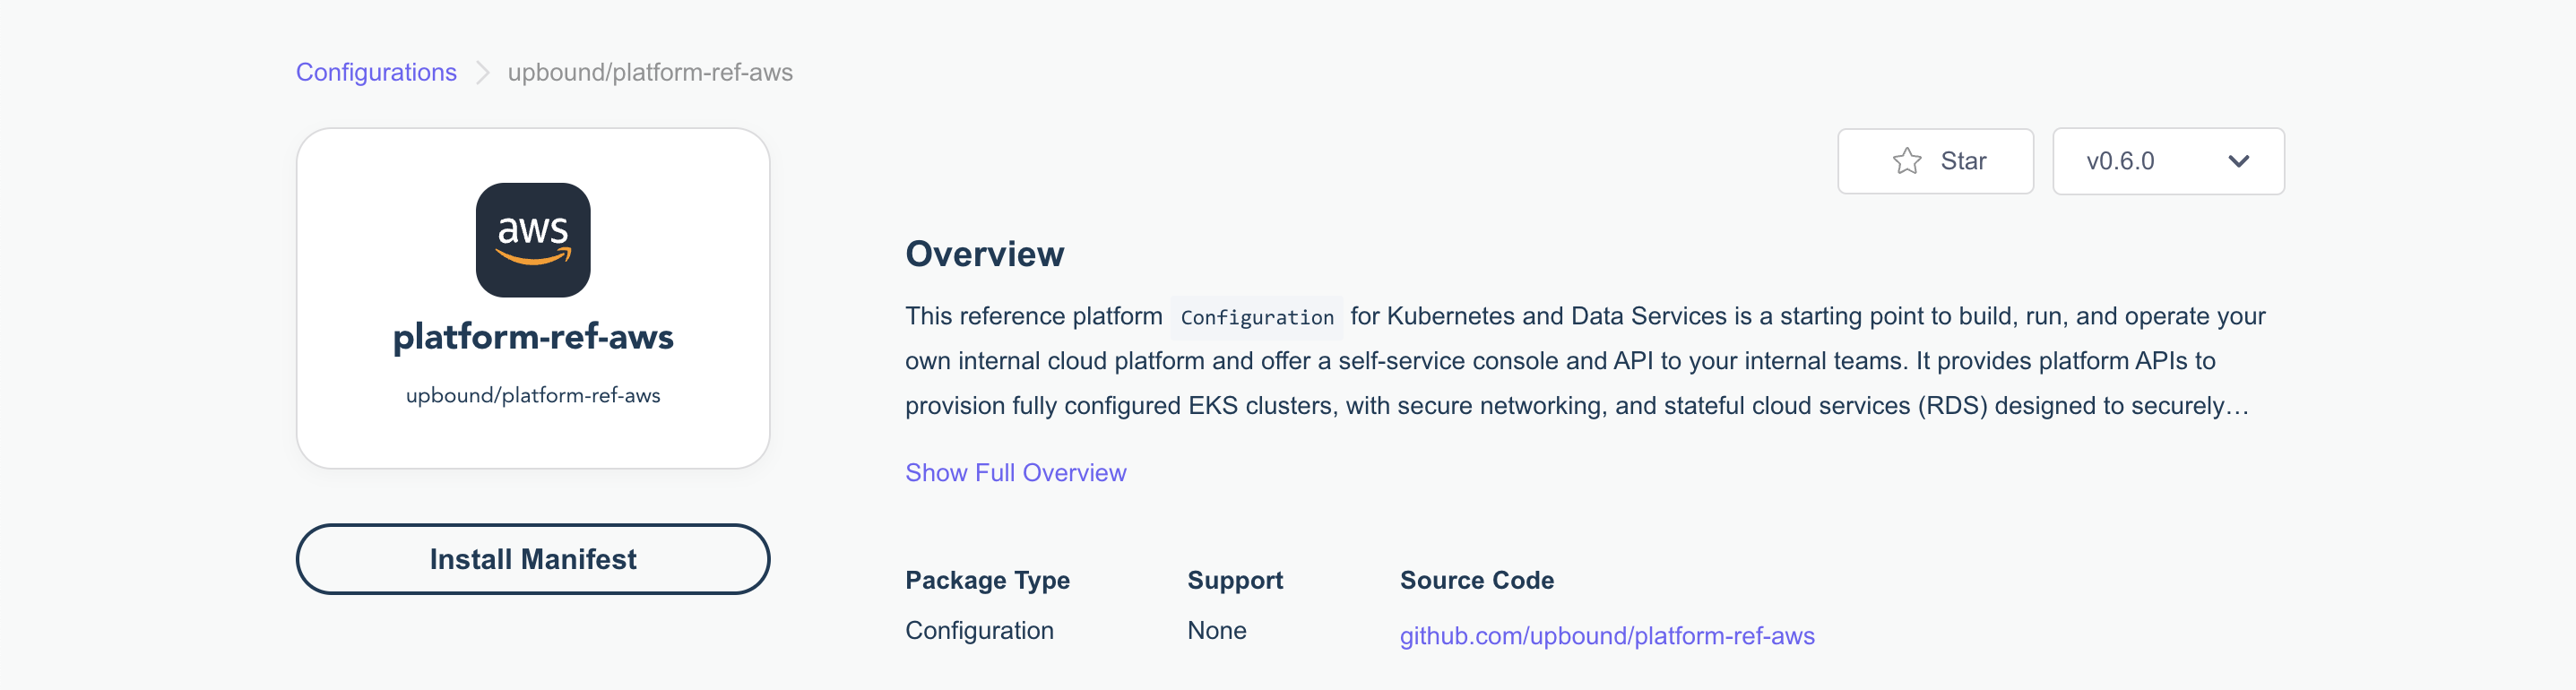 Configurations > upbound/platform-ref-aws
aws
platform-ref-aws
upbound/platform-ref-aws
Install Manifest
Star
v0.6.0
Overview
This reference platform Configuration for Kubernetes and Data Services is a starting point to build, run, and operate your
own internal cloud platform and offer a self-service console and API to your internal teams. It provides platform APIs to
provision fully configured EKS clusters, with secure networking, and stateful cloud services (RDS) designed to securely…
Show Full Overview
Package Type
Configuration
Support
None
Source Code
github.com/upbound/platform-ref-aws